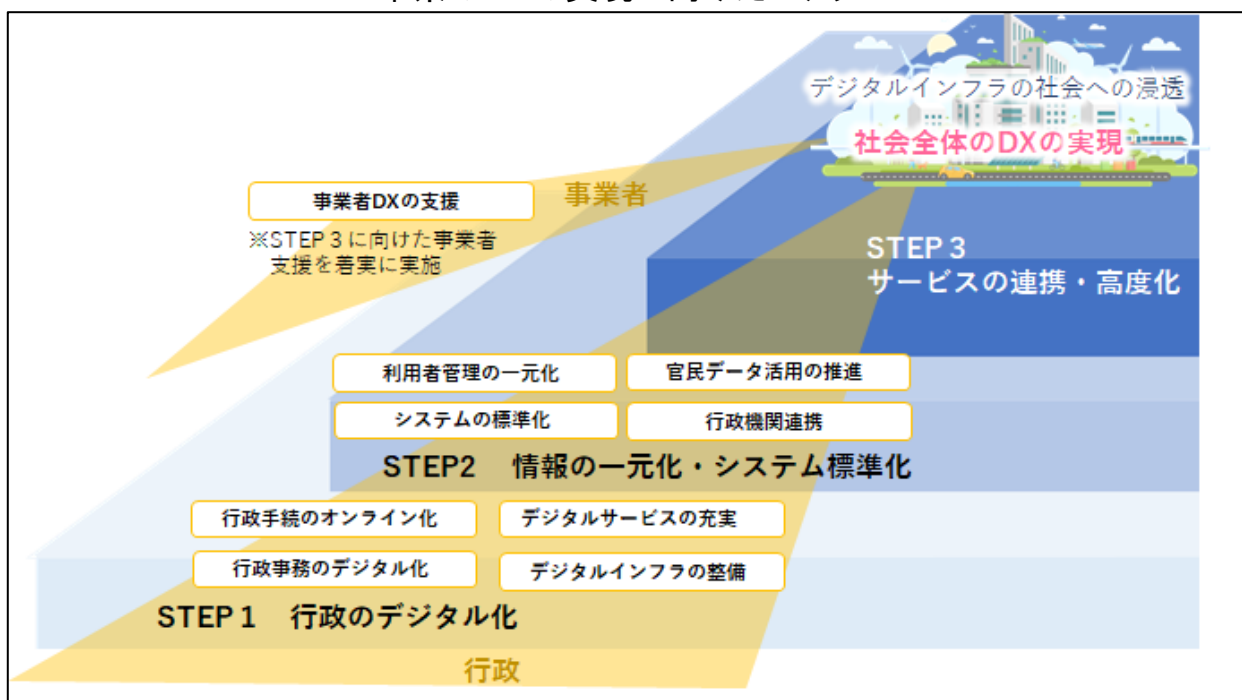 デジタルインフラの社会への浸透
社会全体のDXの実現
事業者
事業者DXの支援
※STEP3に向けた事業者
支援を着実に実施
STEP3
サービスの連携・高度化
利用者管理の一元化
官民データ活用の推進
システムの標準化
行政機関連携
STEP2 情報の一元化・システム標準化
行政手続のオンライン化
デジタルサービスの充実
行政事務のデジタル化
デジタルインフラの整備
STEP1 行政のデジタル化
行政